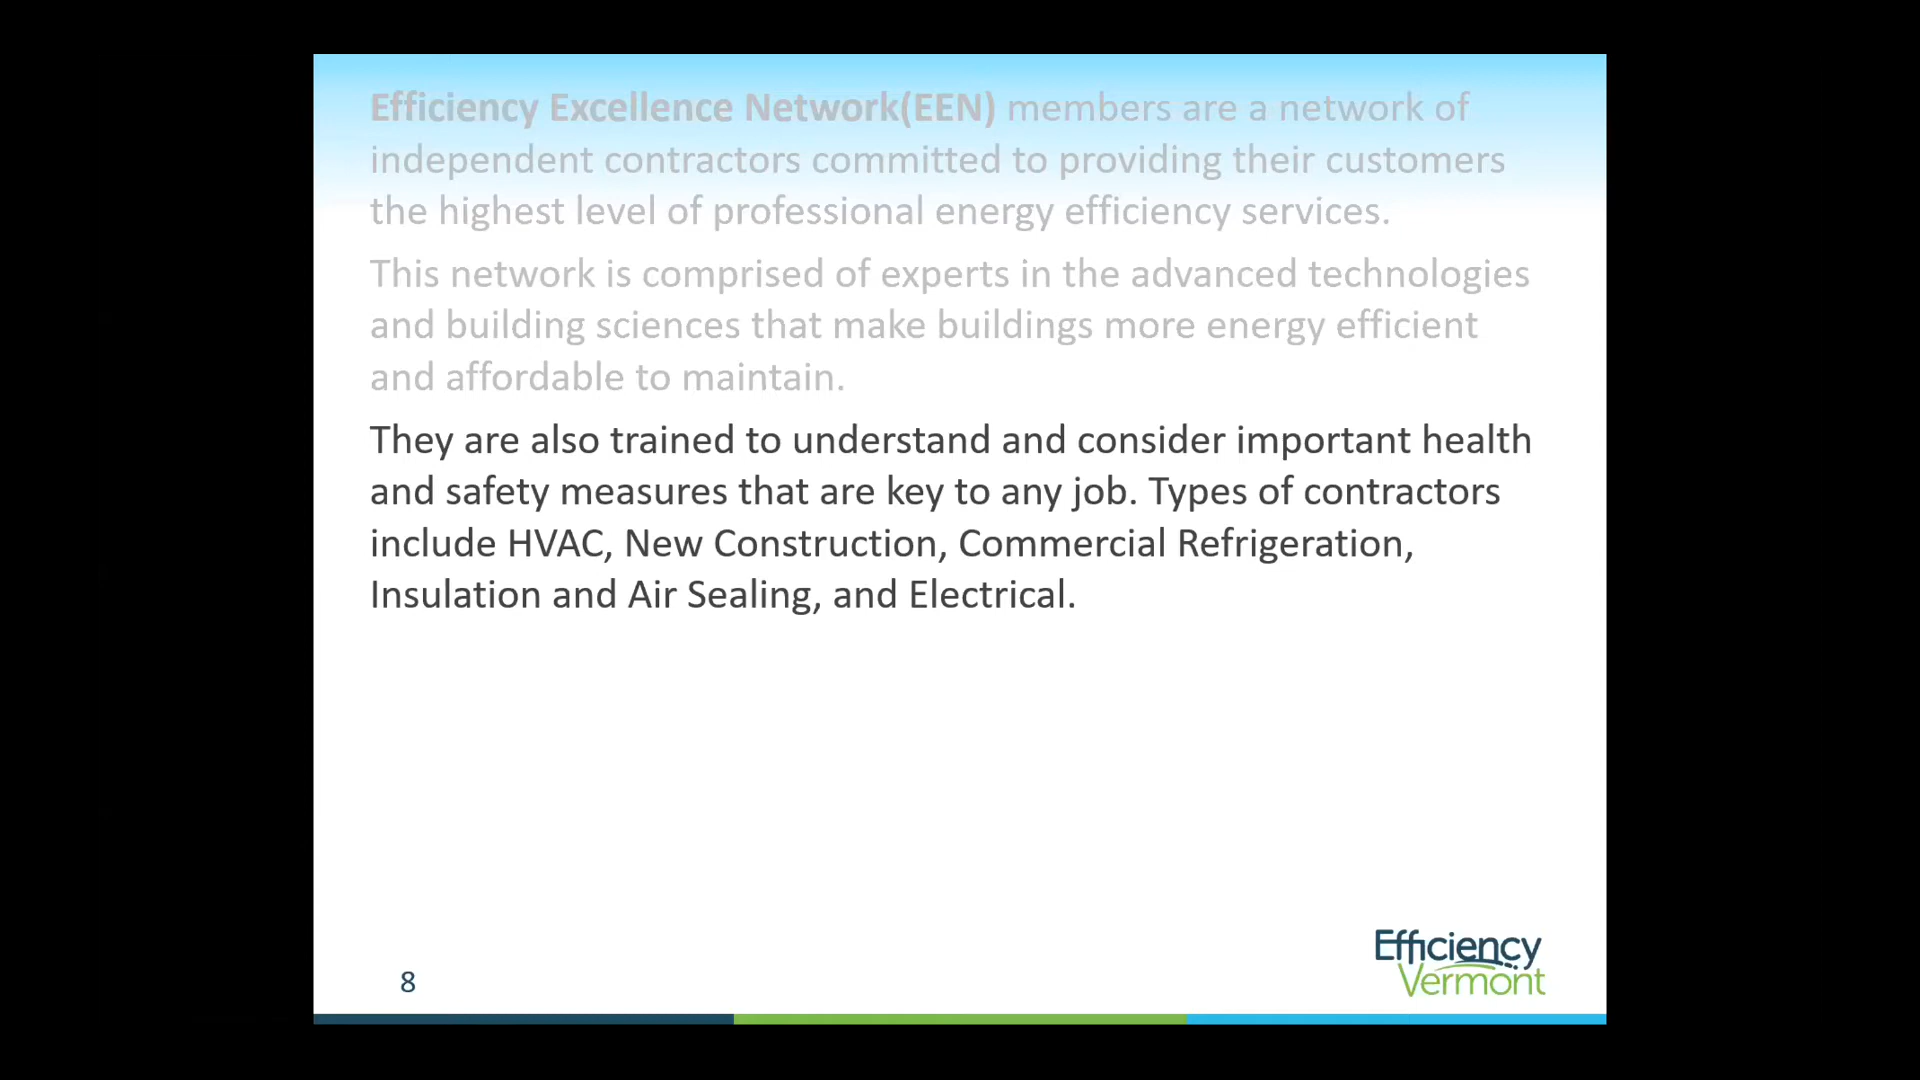 Efficiency Excellence Network(EEN) members are a network of
independent contractors committed to providing their customers
the highest level of professional energy efficiency services.
This network is comprised of experts in the advanced technologies
and building sciences that make buildings more energy efficient
and affordable to maintain.
They are also trained to understand and consider important health
and safety measures that are key to any job. Types of contractors
include HVAC, New Construction, Commercial Refrigeration,
Insulation and Air Sealing, and Electrical.
8
Efficiency
Vermont